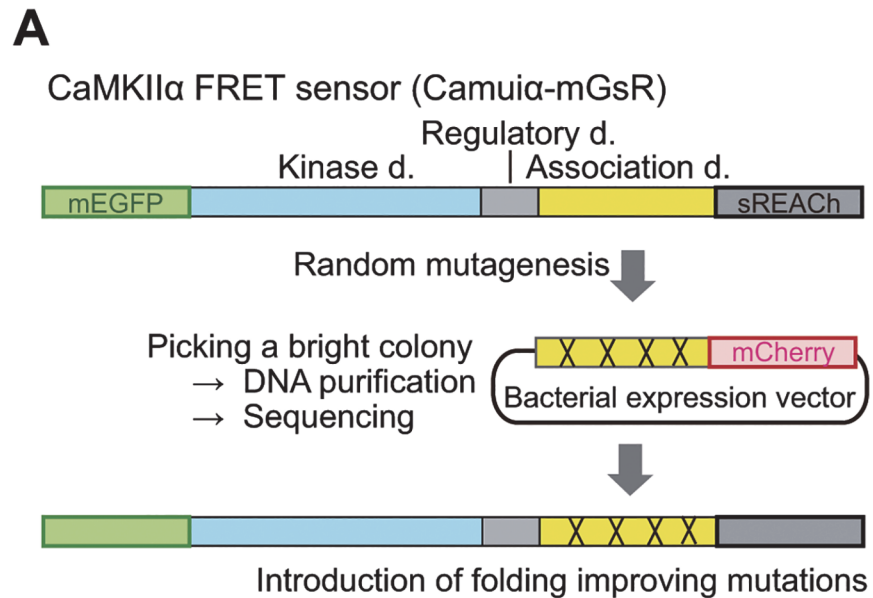 A
CaMKIIα FRET sensor (Camuiα-mGsR)
Regulatory d.
Kinase d. | Association d.
mEGFP sREACh
Random mutagenesis
Picking a bright colony
→ DNA purification
→ Sequencing
X X X X mCherry
Bacterial expression vector
X X X X
Introduction of folding improving mutations